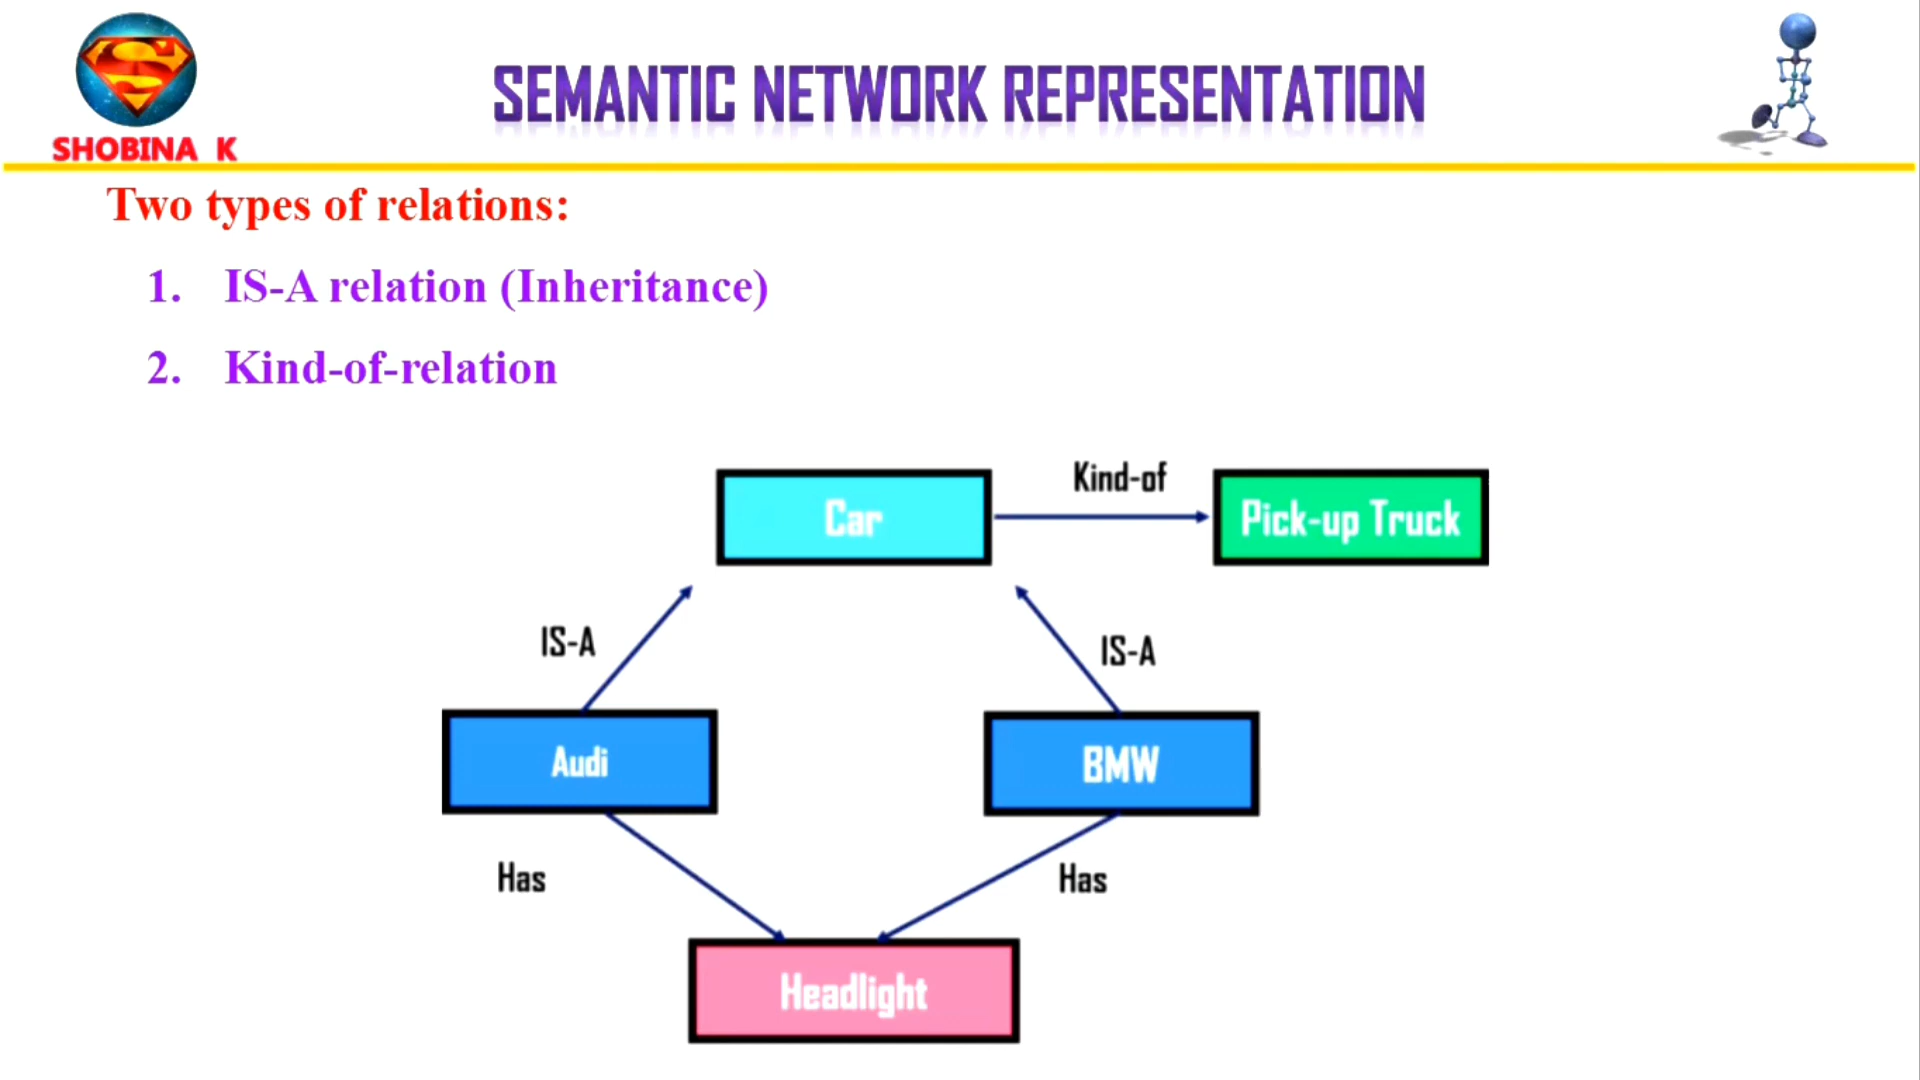 SHOBINA K
SEMANTIC NETWORK REPRESENTATION
Two types of relations:
1. IS-A relation (Inheritance)
2. Kind-of-relation
Car
Kind-of
Pick-up Truck
IS-A
IS-A
Audi
BMW
Has
Has
Headlight